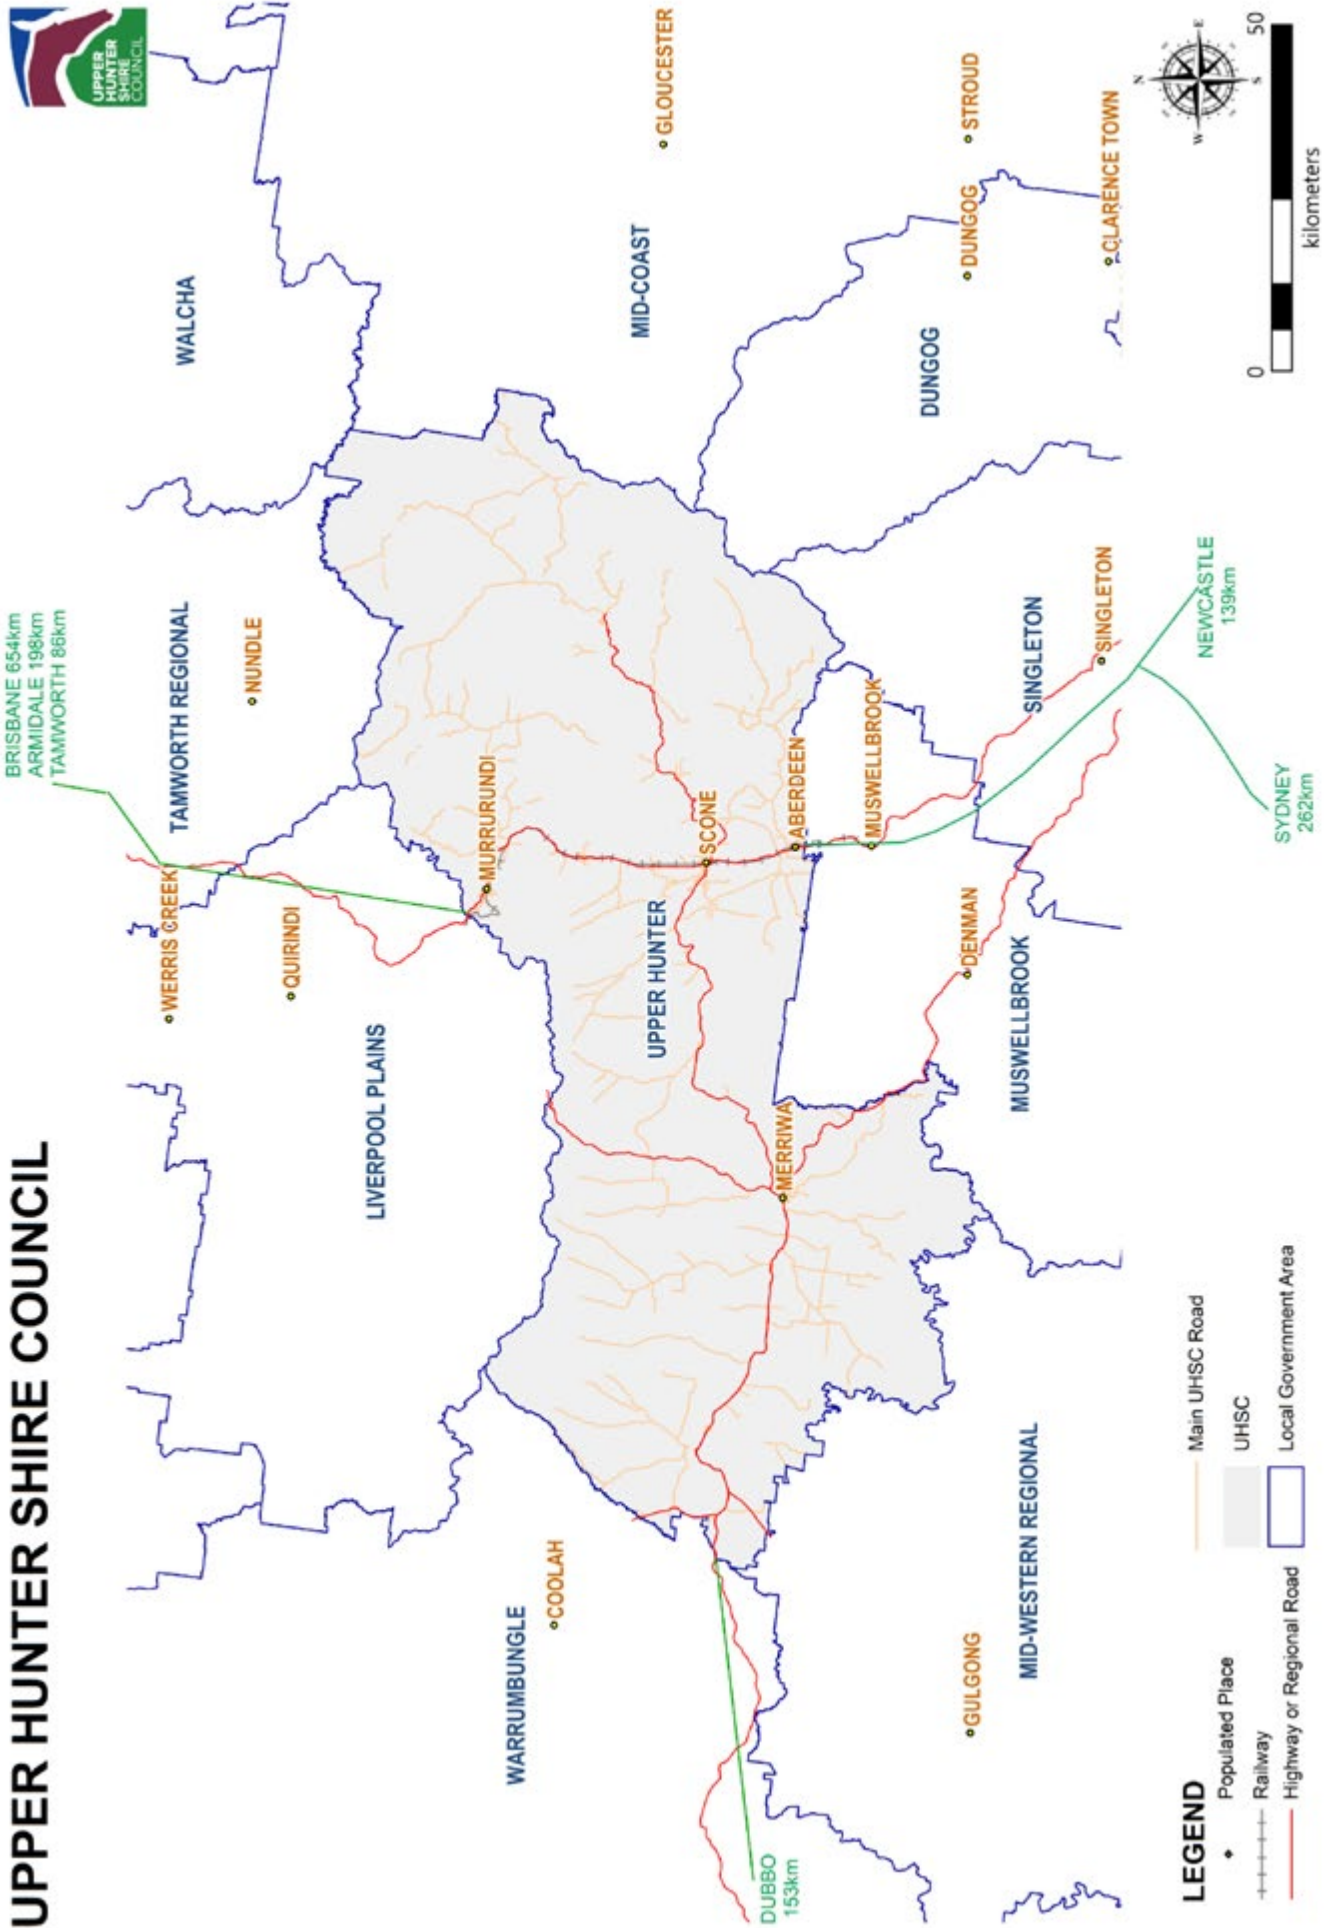 UPPER HUNTER SHIRE COUNCIL
UPPER
HUNTER
SHIRE
COUNCIL
BRISBANE 654km
ARMIDALE 198km
TAMWORTH 86km
WERRIS CREEK
TAMWORTH REGIONAL
WALCHA
NUNDLE
QUIRINDI
LIVERPOOL PLAINS
MURRURUNDI
WARRUMBUNGLE
COOLAH
UPPER HUNTER
MID-COAST
GLOUCESTER
SCONE
DUBBO
153km
MERRIWA
ABERDEEN
MUSWELLBROOK
DUNGOG
GULGONG
DENMAN
DUNGOG
STROUD
MID-WESTERN REGIONAL
MUSWELLBROOK
SINGLETON
SINGLETON
CLARENCE TOWN
NEWCASTLE
139km
SYDNEY
262km
LEGEND
Populated Place
Railway
Highway or Regional Road
Main UHSC Road
UHSC
Local Government Area
N
W
E
S
0
50
kilometers